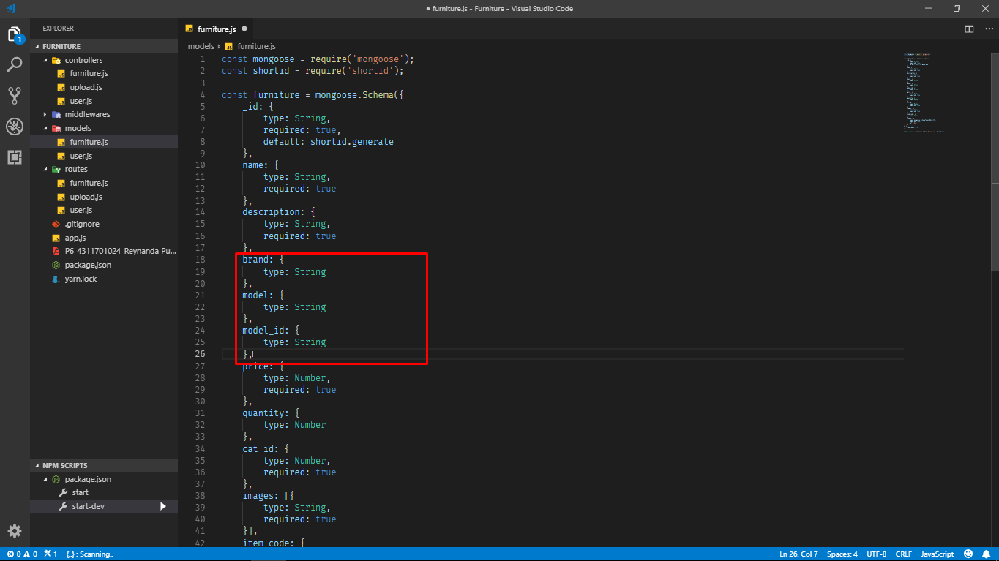 ● furniture.js - Furniture - Visual Studio Code
EXPLORER
1
FURNITURE
controllers
furniture.js
upload.js
user.js
middlewares
models
furniture.js
user.js
routes
furniture.js
upload.js
user.js
.gitignore
app.js
P6_4311701024_Reynanda Pu...
package.json
yarn.lock
NPM SCRIPTS
package.json
start
start-dev
furniture.js ●
models › furniture.js
1 const mongoose = require('mongoose');
2 const shortid = require('shortid');
3
4 const furniture = mongoose.Schema({
5 _id: {
6 type: String,
7 required: true,
8 default: shortid.generate
9 },
10 name: {
11 type: String,
12 required: true
13 },
14 description: {
15 type: String,
16 required: true
17 },
18 brand: {
19 type: String
20 },
21 model: {
22 type: String
23 },
24 model_id: {
25 type: String
26 },
27 price: {
28 type: Number,
29 required: true
30 },
31 quantity: {
32 type: Number
33 },
34 cat_id: {
35 type: Number,
36 required: true
37 },
38 images: [{
39 type: String,
40 required: true
41 }],
42 item_code: {
0 0 1 {..} : Scanning.. Ln 26, Col 7 Spaces: 4 UTF-8 CRLF JavaScript